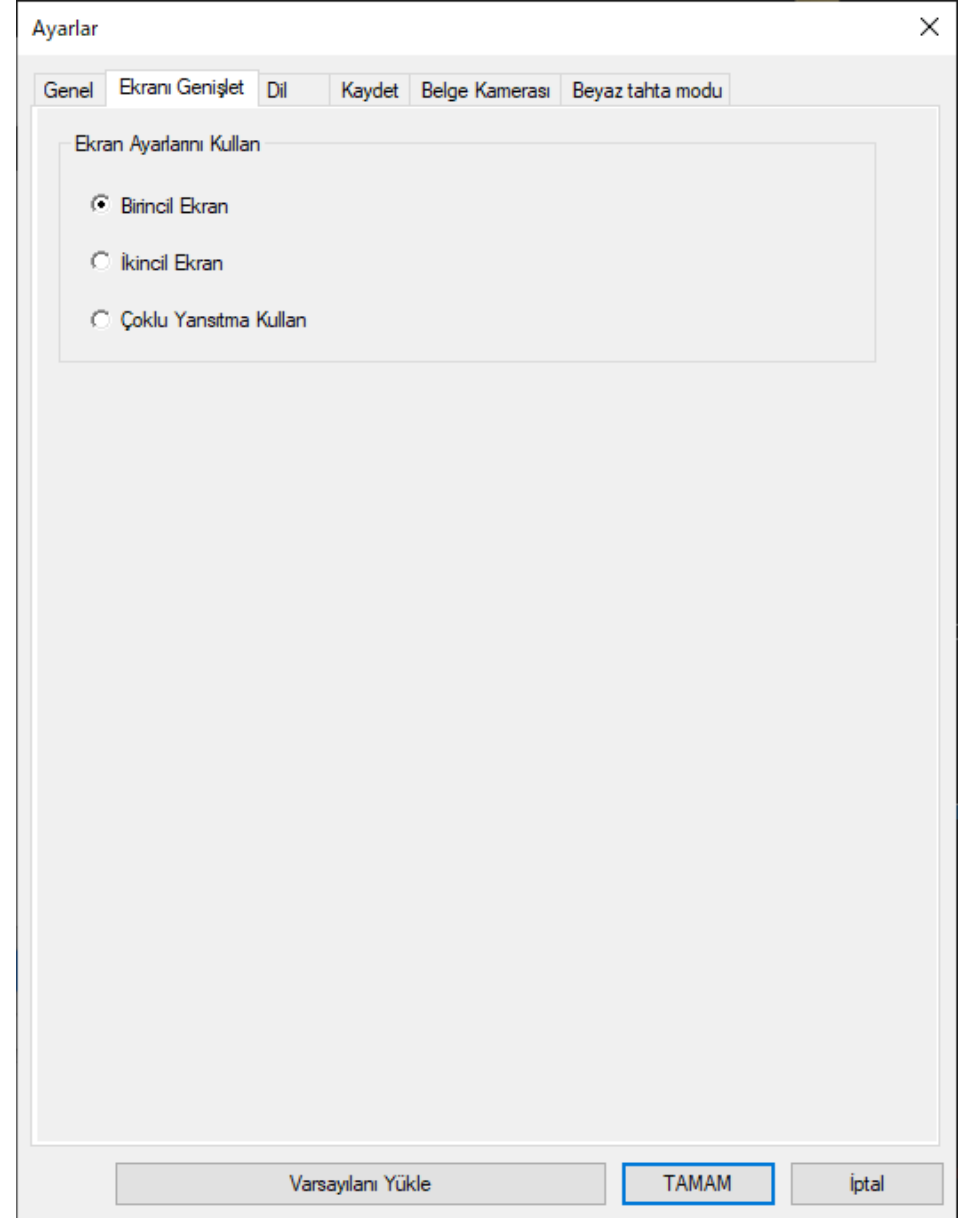 Ayarlar
Genel Ekranı Genişlet Dil Kaydet Belge Kamerası Beyaz tahta modu
Ekran Ayarlarını Kullan
Birincil Ekran
İkincil Ekran
Çoklu Yansıtma Kullan
Varsayılanı Yükle TAMAM İptal